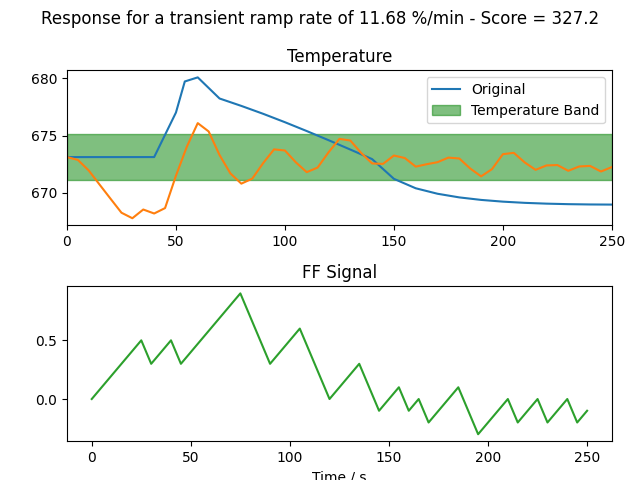 Response for a transient ramp rate of 11.68 %/min - Score = 327.2
Temperature
680
675
670
Original
Temperature Band
0 50 100 150 200 250
FF Signal
0.5
0.0
0 50 100 150 200 250
Time / s